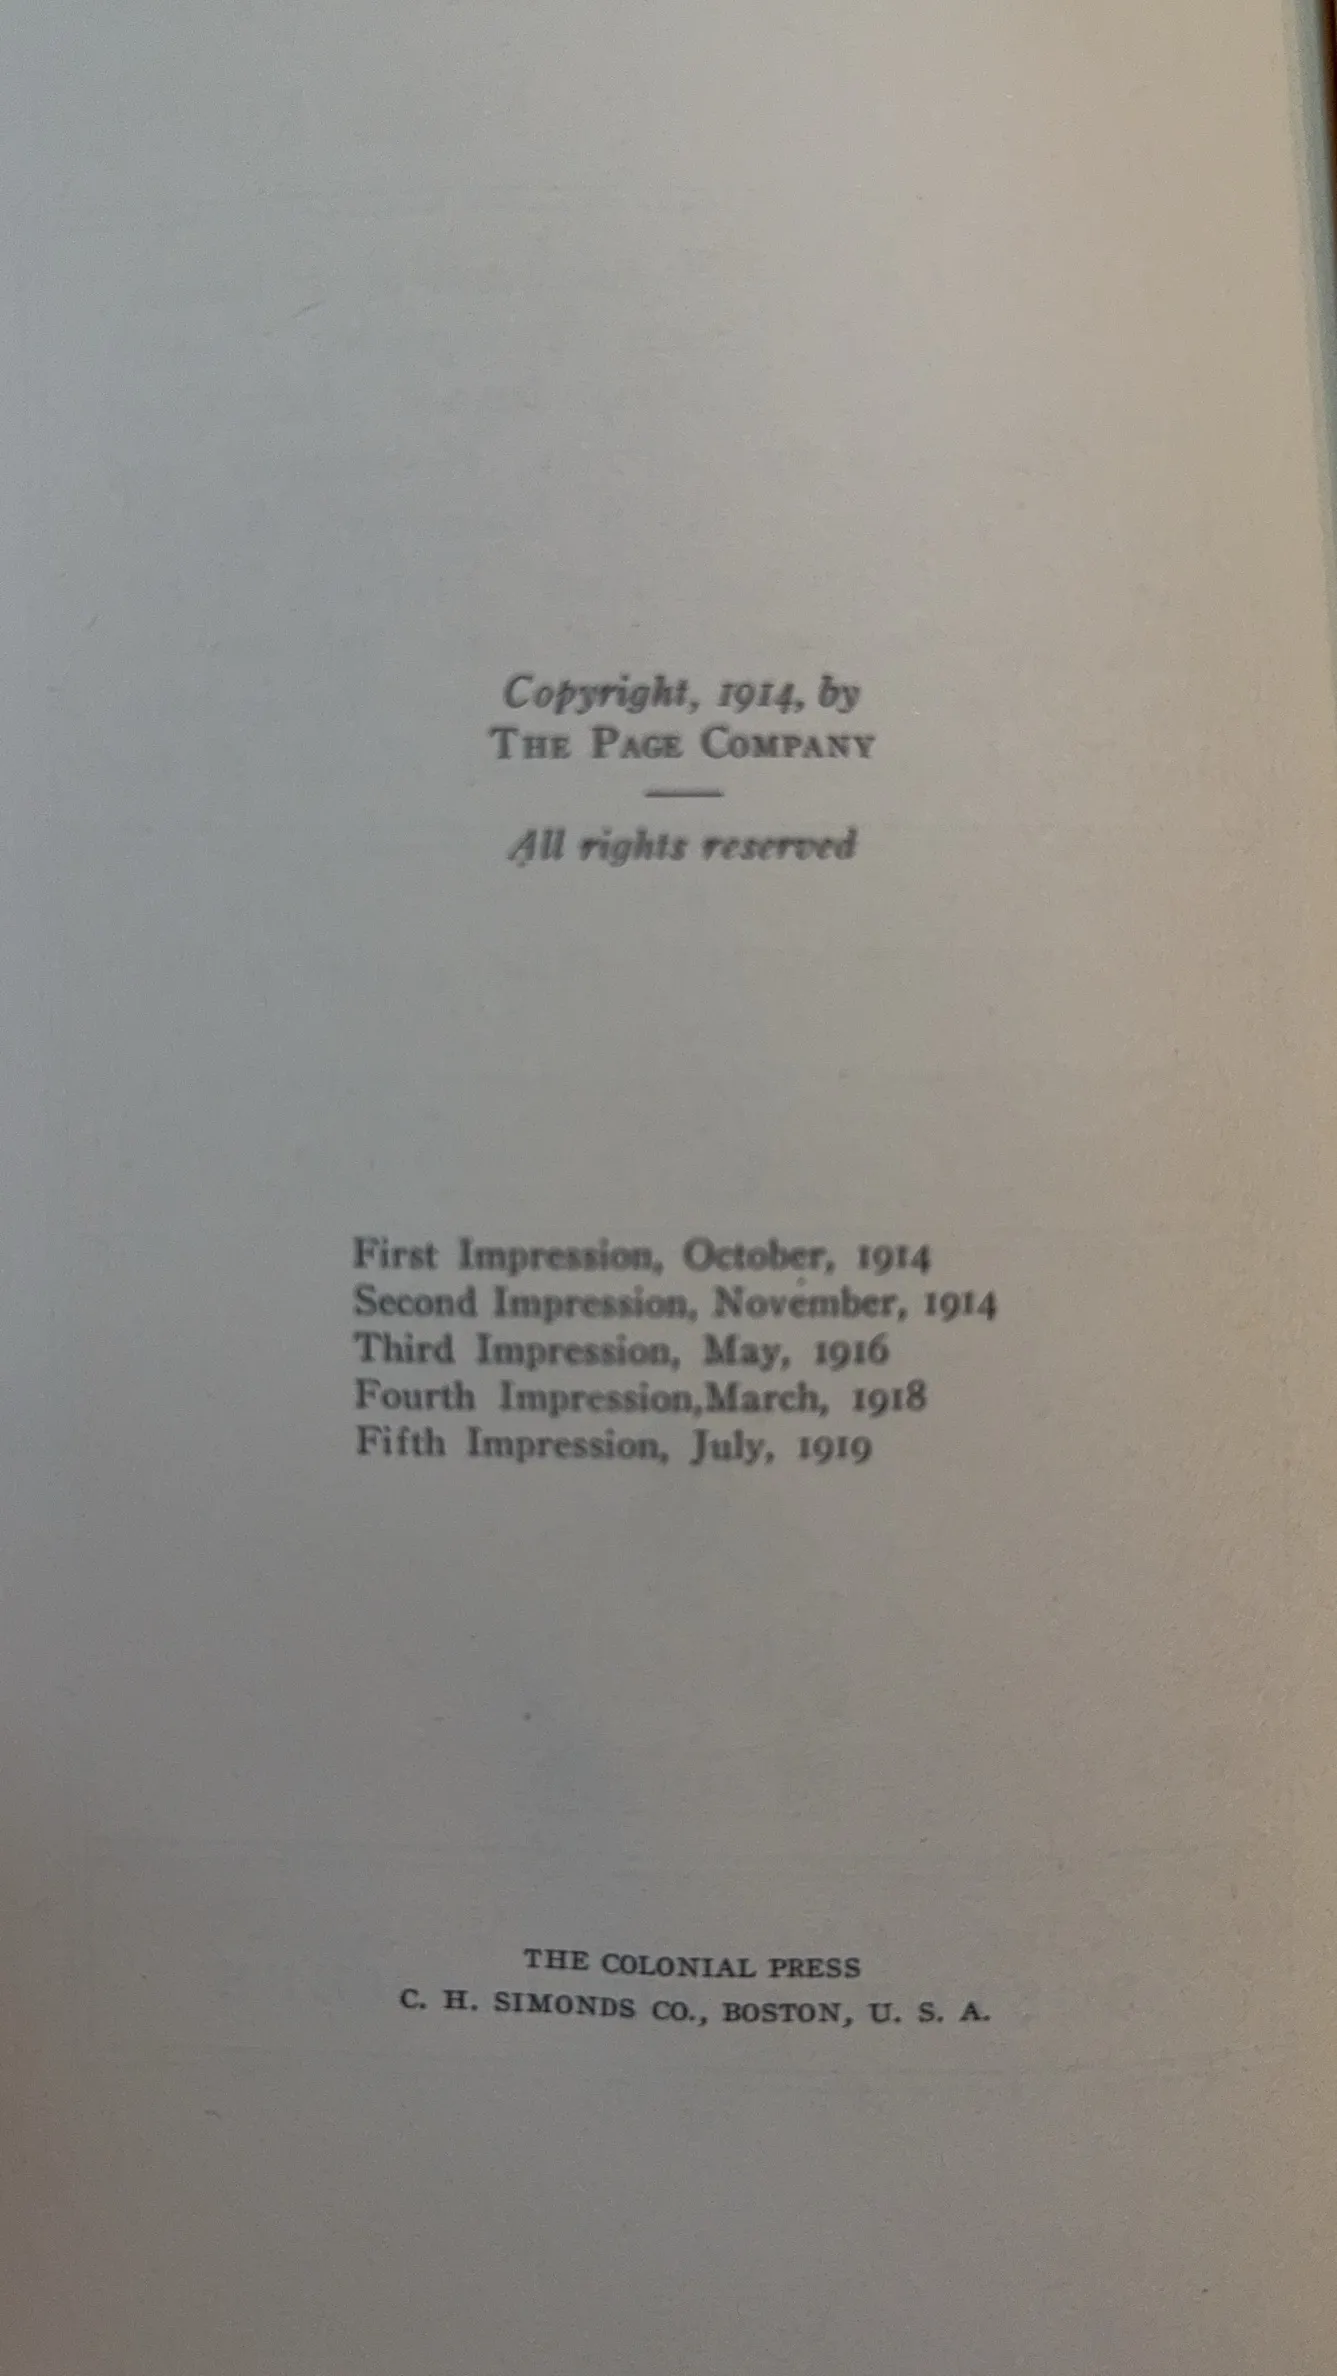 Copyright, 1914, by
THE PAGE COMPANY
All rights reserved
First Impression, October, 1914
Second Impression, November, 1914
Third Impression, May, 1916
Fourth Impression,March, 1918
Fifth Impression, July, 1919
THE COLONIAL PRESS
C. H. SIMONDS CO., BOSTON, U. S. A.